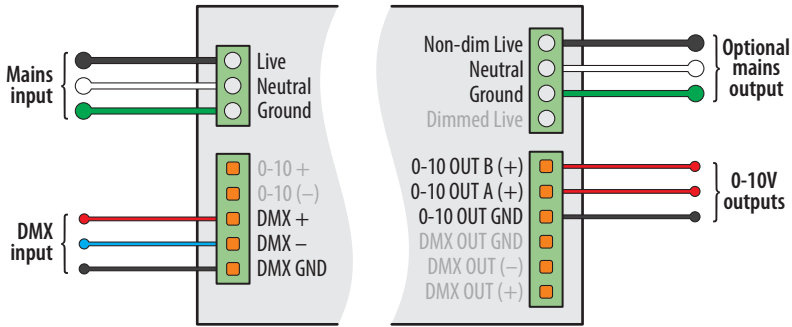 Mains
input
Live
Neutral
Ground
0-10 +
0-10 (−)
DMX +
DMX −
DMX GND
DMX
input
Non-dim Live
Neutral
Ground
Dimmed Live
Optional
mains
output
0-10 OUT B (+)
0-10 OUT A (+)
0-10 OUT GND
DMX OUT GND
DMX OUT (−)
DMX OUT (+)
0-10V
outputs